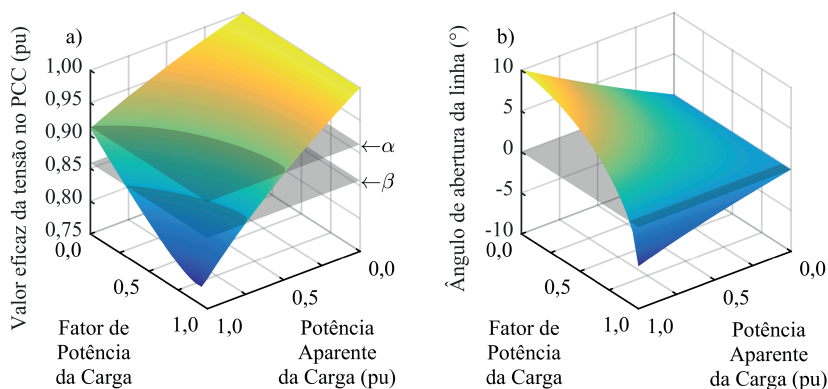 a)
Valor eficaz da tensão no PCC (pu)
1,00
0,95
0,90
0,85
0,80
0,75
0,0
0,5
1,0
1,0
0,5
0,0
←α
←β
Fator de
Potência
da Carga
Potência
Aparente
da Carga (pu)
b)
Ângulo de abertura da linha (°)
10
5
0
-5
-10
0,0
0,5
1,0
1,0
0,5
0,0
Fator de
Potência
da Carga
Potência
Aparente
da Carga (pu)